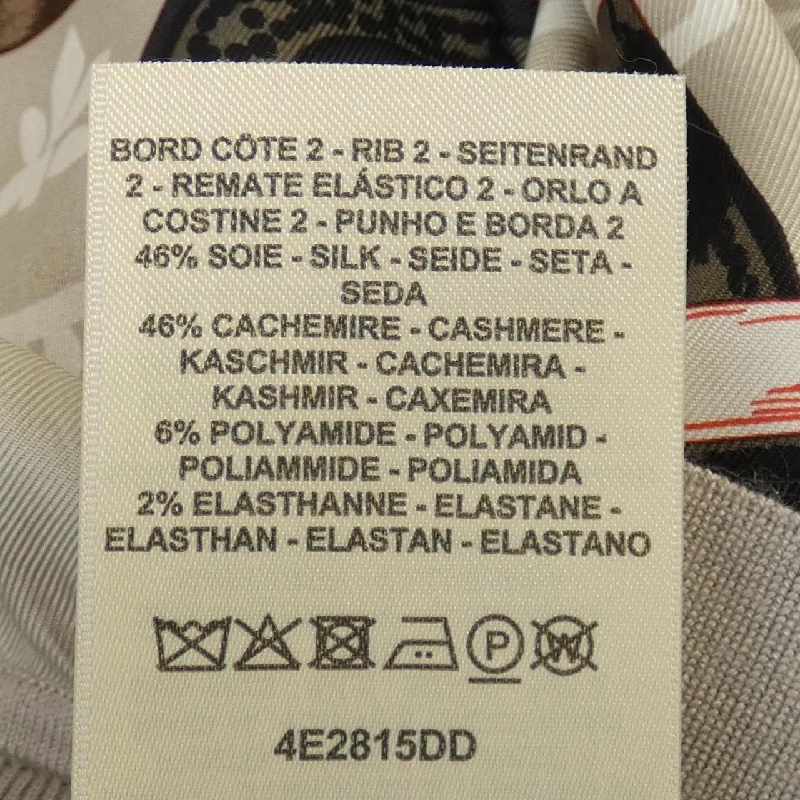 BORD CÔTE 2 - RIB 2 - SEITENRAND
2 - REMATE ELÁSTICO 2 - ORLO A
COSTINE 2 - PUNHO E BORDA 2
46% SOIE - SILK - SEIDE - SETA -
SEDA
46% CACHEMIRE - CASHMERE -
KASCHMIR - CACHEMIRA -
KASHMIR - CAXEMIRA
6% POLYAMIDE - POLYAMID -
POLIAMMIDE - POLIAMIDA
2% ELASTHANNE - ELASTANE -
ELASTHAN - ELASTAN - ELASTANO
P W
4E2815DD